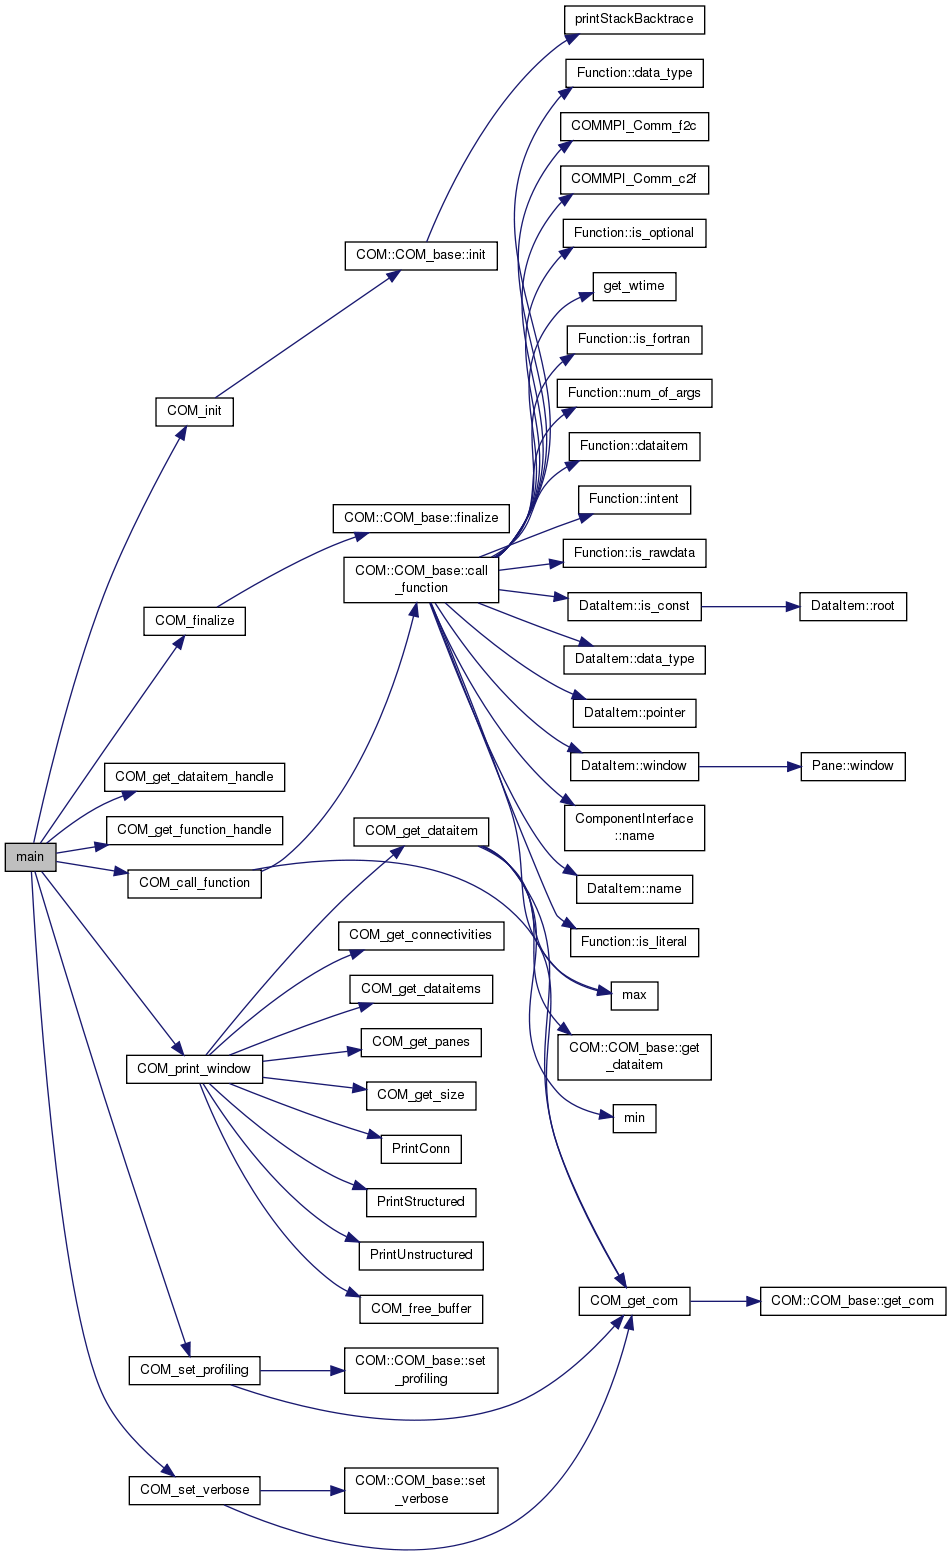 printStackBacktrace
Function::data_type
COMMPI_Comm_f2c
COMMPI_Comm_c2f
Function::is_optional
COM::COM_base::init
get_wtime
Function::is_fortran
Function::num_of_args
COM_init
Function::dataitem
Function::intent
COM::COM_base::finalize
Function::is_rawdata
COM::COM_base::call
_function
DataItem::is_const
DataItem::root
COM_finalize
DataItem::data_type
DataItem::pointer
DataItem::window
Pane::window
COM_get_dataitem_handle
ComponentInterface
::name
COM_get_function_handle
COM_get_dataitem
main
COM_call_function
DataItem::name
COM_get_connectivities
Function::is_literal
COM_get_dataitems
max
COM_get_panes
COM::COM_base::get
_dataitem
COM_print_window
COM_get_size
min
PrintConn
PrintStructured
PrintUnstructured
COM_get_com
COM::COM_base::get_com
COM_free_buffer
COM_set_profiling
COM::COM_base::set
_profiling
COM_set_verbose
COM::COM_base::set
_verbose